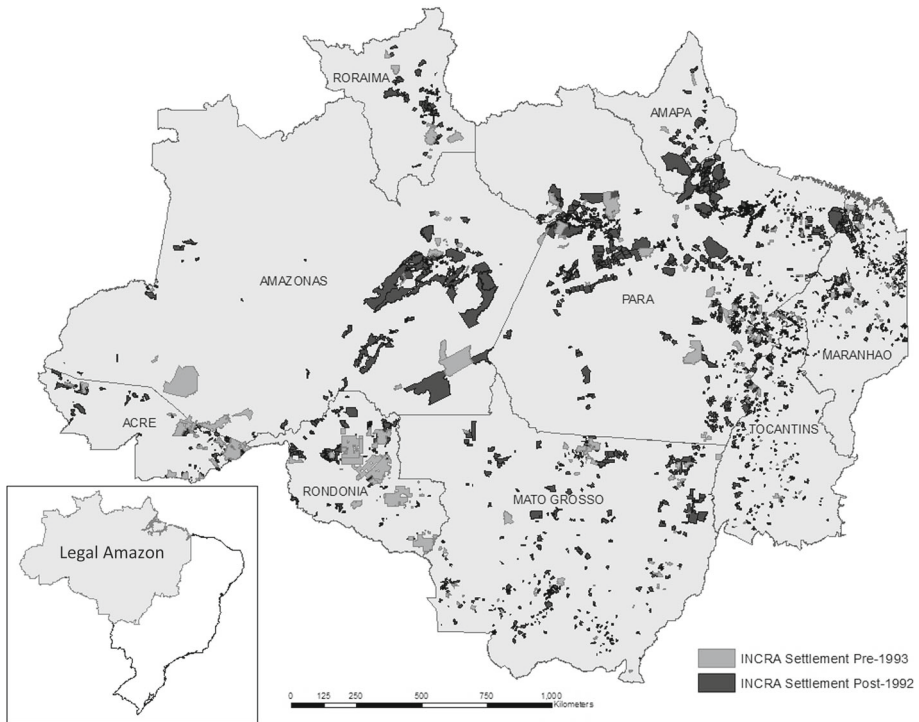 RORAIMA
AMAPA
AMAZONAS
PARA
MARANHAO
ACRE
TOCANTINS
RONDONIA
MATO GROSSO
Legal Amazon
INCRA Settlement Pre-1993
INCRA Settlement Post-1992
0 125 250 500 750 1,000
Kilometers